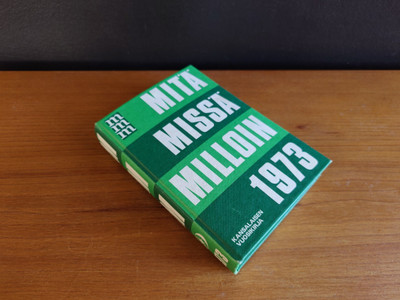 m
m
m
MITÄ
MISSÄ
MILLOIN
1973
KANSALAISEN
VUOSIKIRJA